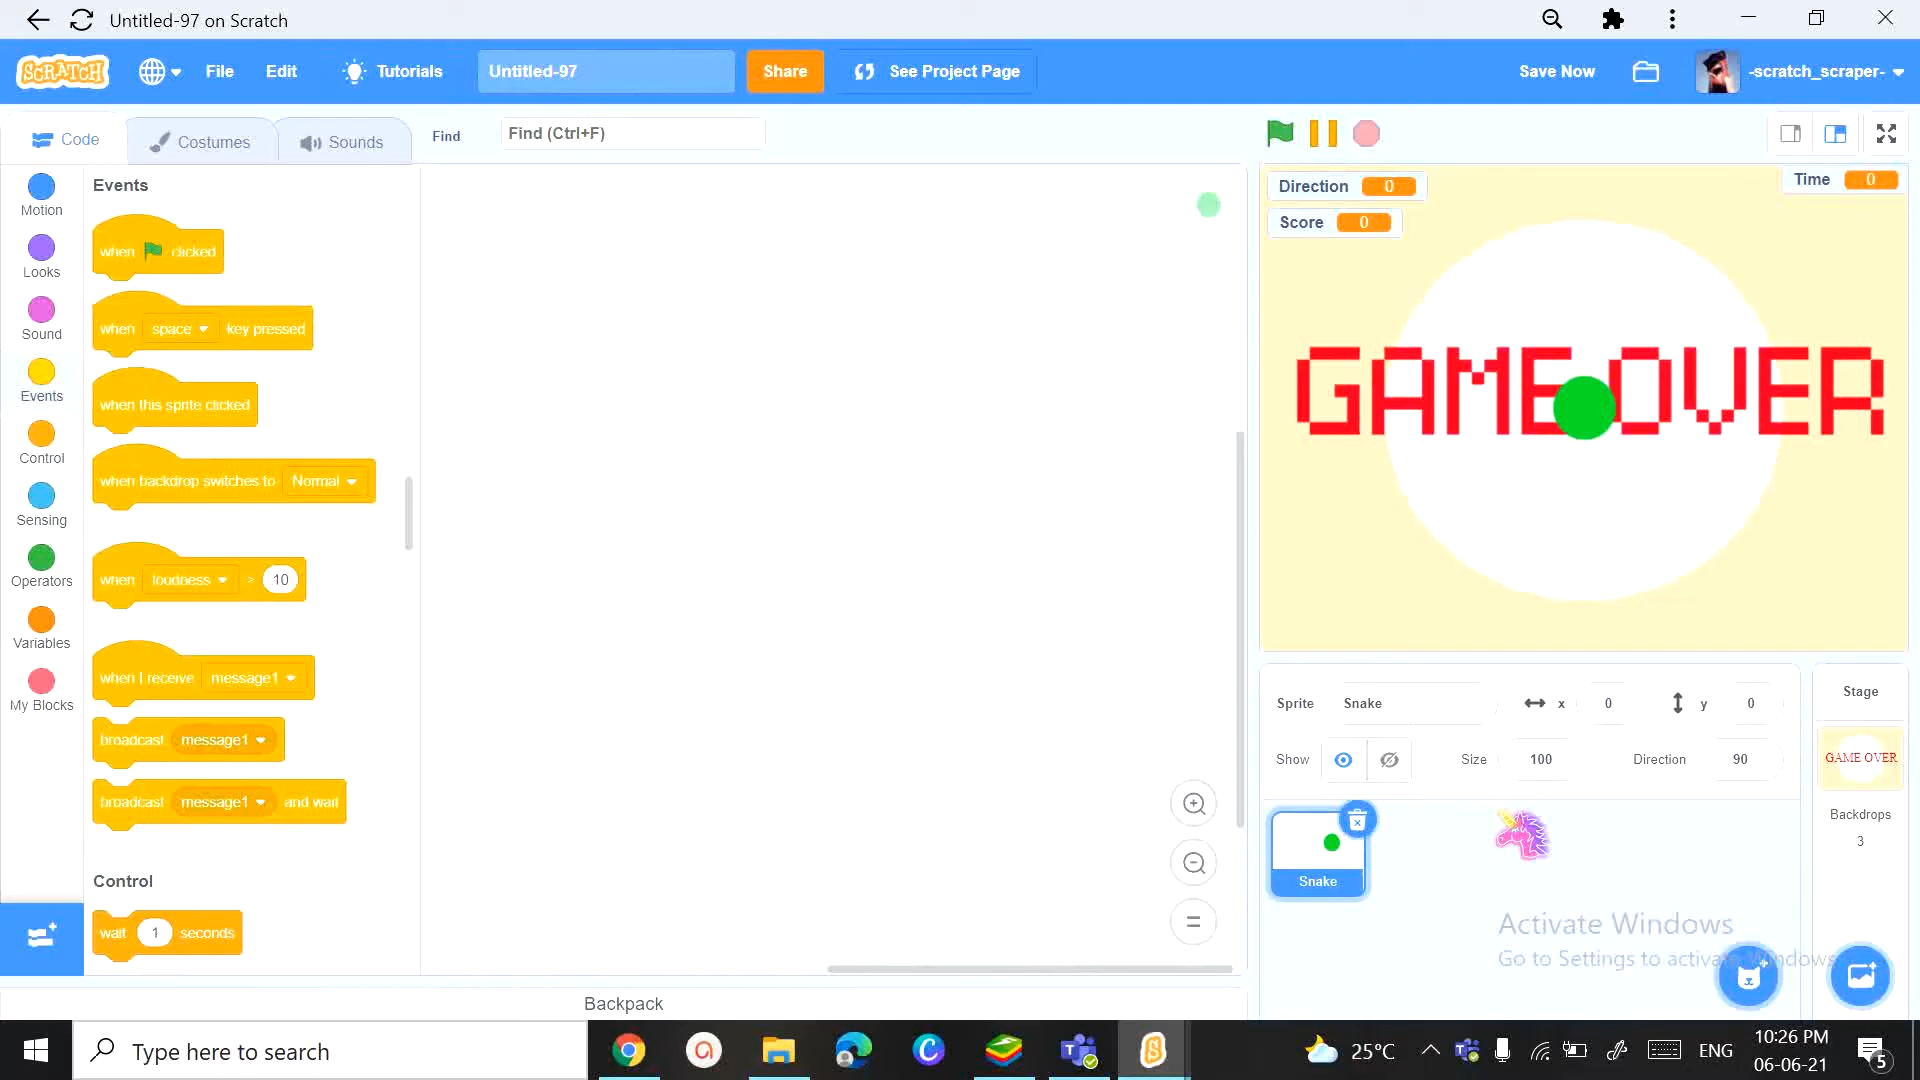 Untitled-97 on Scratch
SCRATCH
File
Edit
Tutorials
Untitled-97
Share
See Project Page
Save Now
-scratch_scraper-
Code
Costumes
Sounds
Find
Find (Ctrl+F)
Motion
Looks
Sound
Events
Control
Sensing
Operators
Variables
My Blocks
Events
when clicked
when space key pressed
when this sprite clicked
when backdrop switches to Normal
when loudness > 10
when I receive message1
broadcast message1
broadcast message1 and wait
Control
wait 1 seconds
Backpack
Direction 0
Score 0
Time 0
GAME OVER
Sprite Snake x 0 y 0
Show Size 100 Direction 90
Snake
Stage
GAME OVER
Backdrops
3
Activate Windows
Go to Settings to activate Windows
Type here to search
25°C
ENG
10:26 PM
06-06-21
5